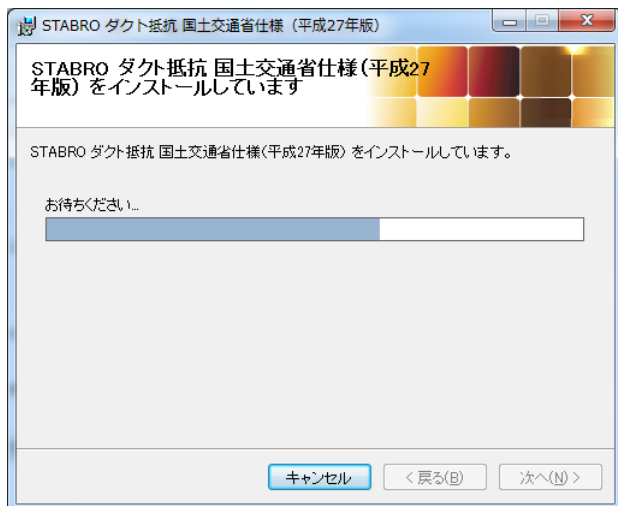 STABRO ダクト抵抗 国土交通省仕様（平成27年版）
STABRO ダクト抵抗 国土交通省仕様(平成27
年版) をインストールしています
STABRO ダクト抵抗 国土交通省仕様(平成27年版) をインストールしています。
お待ちください...
キャンセル
< 戻る(B)
次へ(N) >